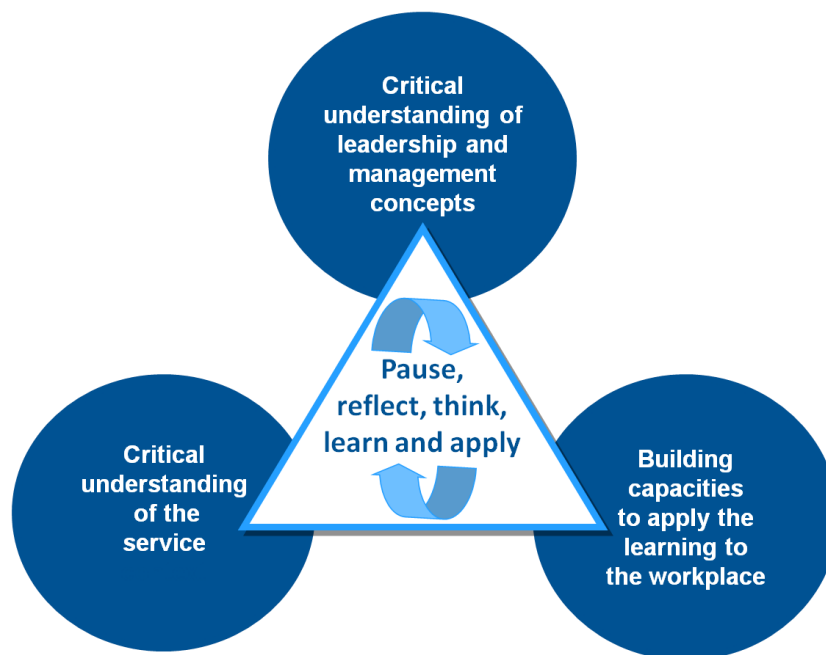 Critical
understanding of
leadership and
management
concepts
Pause,
reflect, think,
learn and apply
Critical
understanding
of the
service
Building
capacities
to apply the
learning to
the workplace